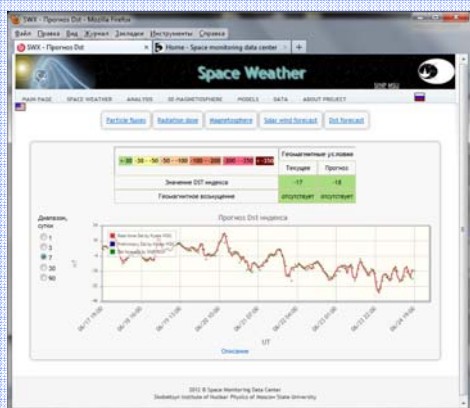 SWX - Прогноз Dst - Mozilla Firefox
Файл Правка Вид Журнал Закладки Инструменты Справка
SWX - Прогноз Dst
Home - Space monitoring data center
Space Weather
SINP MSU
MAIN PAGE SPACE WEATHER ANALYSIS 3D-MAGNETOSPHERE MODELS DATA ABOUT PROJECT
Particle fluxes Radiation dose Magnetosphere Solar wind forecast Dst forecast
Геомагнитные условия
Текущее Прогноз
Значение DST индекса -17 -18
Геомагнитное возмущение отсутствует отсутствует
Диапазон, сутки
1
3
7
30
90
Прогноз Dst индекса
UT
Описание
2012 © Space Monitoring Data Center
Skobeltsyn Institute of Nuclear Physics of Moscow State University